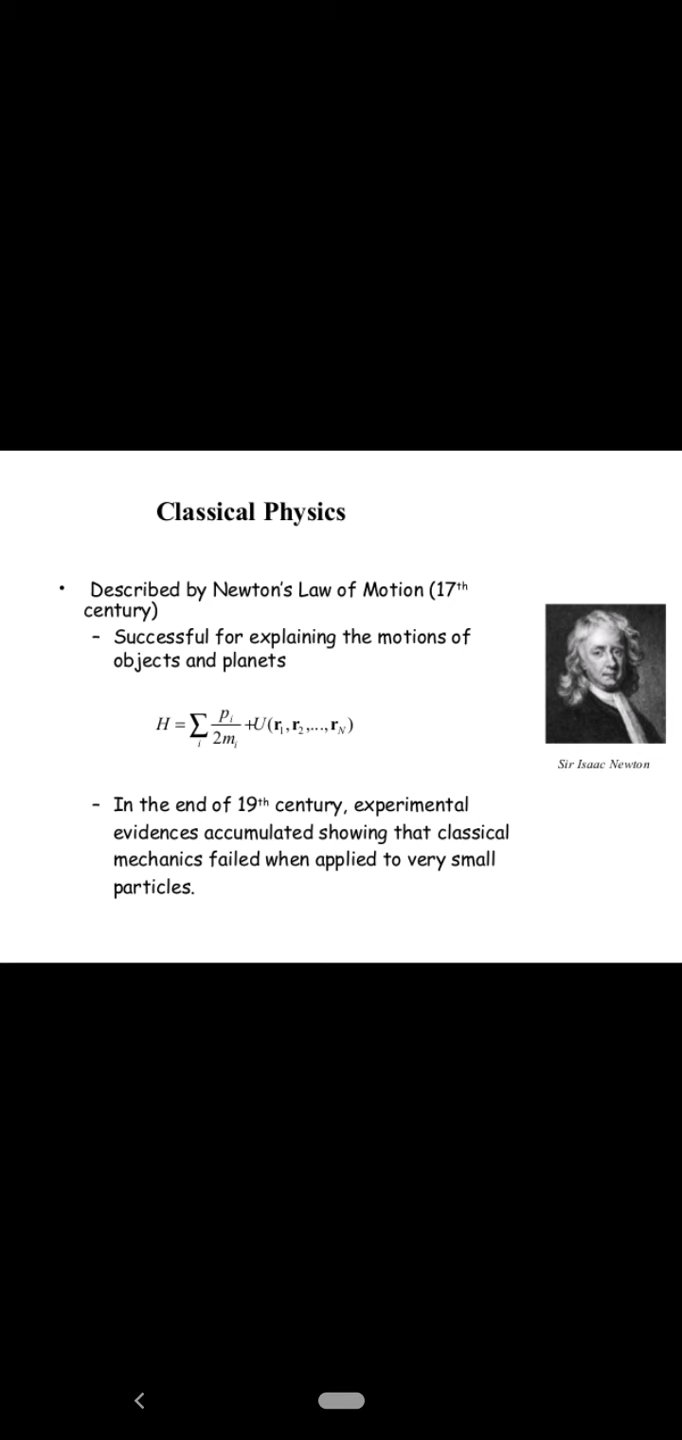 Classical Physics
• Described by Newton's Law of Motion (17th
century)
– Successful for explaining the motions of
objects and planets
H = ∑i pi/2mi +U(r1,r2,...,rN)
Sir Isaac Newton
– In the end of 19th century, experimental
evidences accumulated showing that classical
mechanics failed when applied to very small
particles.